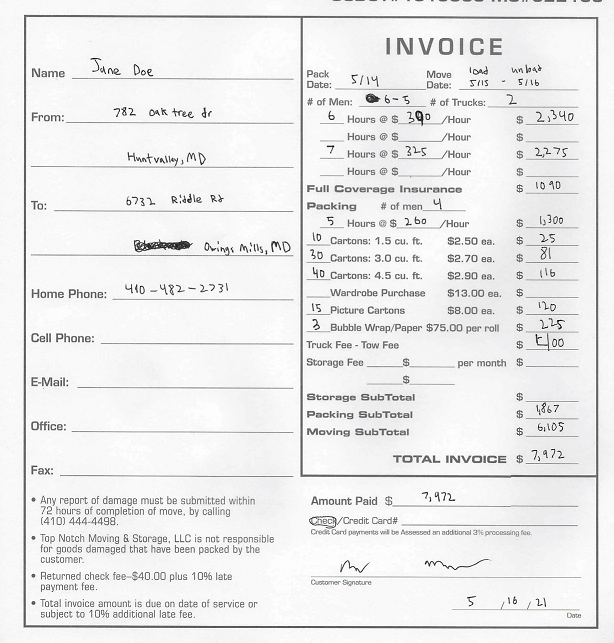 INVOICE
Name June Doe
Pack Date: 5/14 Move Date: load 5/15 - unload 5/16
# of Men: 6-5 # of Trucks: 2
From: 782 oak tree dr
6 Hours @ $ 390 /Hour $ 2,340
Hours @ $ /Hour $
Huntvalley, MD
7 Hours @ $ 325 /Hour $ 2,275
Hours @ $ /Hour $
Full Coverage Insurance $ 1090
To: 6732 Riddle Rd
Packing # of men 4
5 Hours @ $ 260 /Hour $ 1,300
Owings Mills, MD
10 Cartons: 1.5 cu. ft. $2.50 ea. $ 25
30 Cartons: 3.0 cu. ft. $2.70 ea. $ 81
40 Cartons: 4.5 cu. ft. $2.90 ea. $ 116
Home Phone: 410-482-2731
Wardrobe Purchase $13.00 ea. $
15 Picture Cartons $8.00 ea. $ 120
3 Bubble Wrap/Paper $75.00 per roll $ 225
Cell Phone:
Truck Fee - Tow Fee $ 400
Storage Fee $ per month $
$
E-Mail:
Storage SubTotal $
Packing SubTotal $ 1,867
Office:
Moving SubTotal $ 6,105
TOTAL INVOICE $ 7,972
Fax:
• Any report of damage must be submitted within
72 hours of completion of move, by calling
(410) 444-4498.
• Top Notch Moving & Storage, LLC is not responsible
for goods damaged that have been packed by the
customer.
• Returned check fee–$40.00 plus 10% late
payment fee.
• Total invoice amount is due on date of service or
subject to 10% additional late fee.
Amount Paid $ 7,972
Check/Credit Card#
Credit Card payments will be Assessed an additional 3% processing fee.
Customer Signature
5, 16, 21
Date